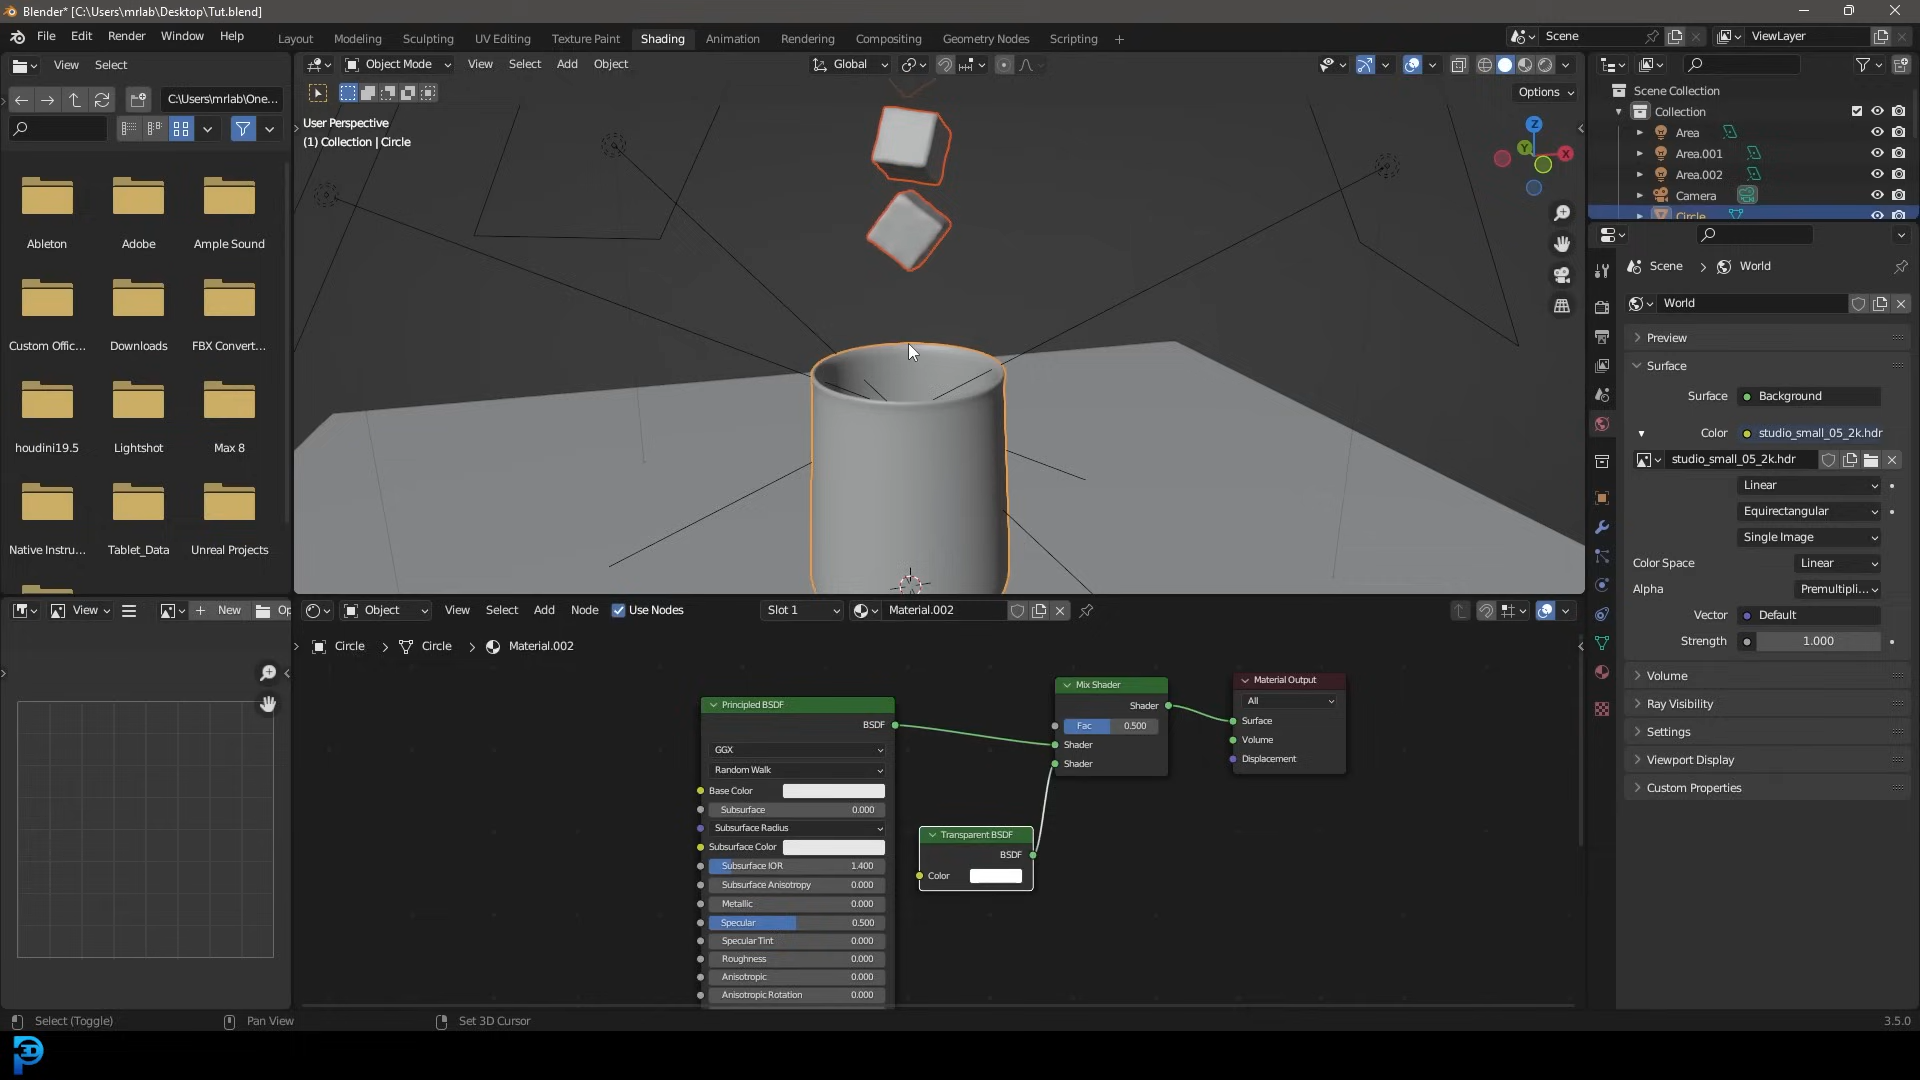 Blender* [C:\Users\mrlab\Desktop\Tut.blend]
File Edit Render Window Help
Layout Modeling Sculpting UV Editing Texture Paint Shading Animation Rendering Compositing Geometry Nodes Scripting +
Scene
ViewLayer
View Select
Object Mode View Select Add Object
Global
C:\Users\mrlab\One...
Options
User Perspective
(1) Collection | Circle
Z
Y
X
Ableton Adobe Ample Sound
Custom Offic... Downloads FBX Convert...
houdini19.5 Lightshot Max 8
Native Instru... Tablet_Data Unreal Projects
Scene Collection
Collection
Area
Area.001
Area.002
Camera
Circle
Scene > World
World
Preview
Surface
Surface Background
Color studio_small_05_2k.hdr
studio_small_05_2k.hdr
Linear
Equirectangular
Single Image
Color Space Linear
Alpha Premultipli...
Vector Default
Strength 1.000
Volume
Ray Visibility
Settings
Viewport Display
Custom Properties
View + New Op
Object View Select Add Node Use Nodes Slot 1 Material.002
Circle > Circle > Material.002
Principled BSDF
BSDF
GGX
Random Walk
Base Color
Subsurface 0.000
Subsurface Radius
Subsurface Color
Subsurface IOR 1.400
Subsurface Anisotropy 0.000
Metallic 0.000
Specular 0.500
Specular Tint 0.000
Roughness 0.000
Anisotropic 0.000
Anisotropic Rotation 0.000
Transparent BSDF
BSDF
Color
Mix Shader
Shader
Fac 0.500
Shader
Shader
Material Output
All
Surface
Volume
Displacement
Select (Toggle) Pan View Set 3D Cursor 3.5.0
P3D